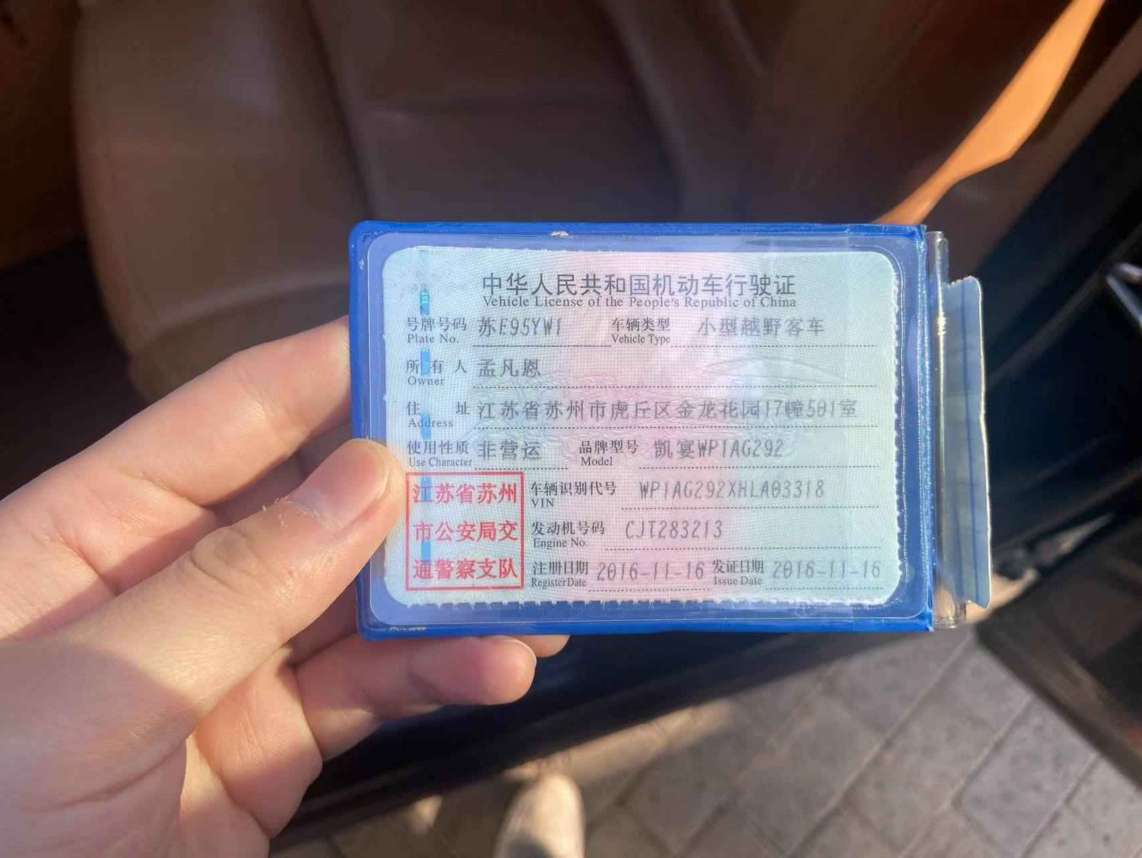 中华人民共和国机动车行驶证
Vehicle License of the People's Republic of China
号牌号码 苏E95YW1 车辆类型 小型越野客车
Plate No. Vehicle Type
所有人 孟凡恩
Owner
住址 江苏省苏州市虎丘区金龙花园17幢501室
Address
使用性质 非营运 品牌型号 凯宴WP1AG292
Use Character Model
江苏省苏州
市公安局交
通警察支队
车辆识别代号 WP1AG292XHLA03318
VIN
发动机号码 CJT283213
Engine No.
注册日期 2016-11-16 发证日期 2016-11-16
Register Date Issue Date